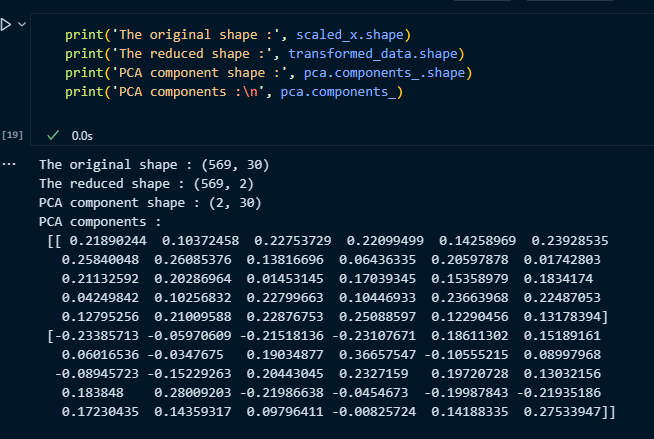 print('The original shape :', scaled_x.shape)
print('The reduced shape :', transformed_data.shape)
print('PCA component shape :', pca.components_.shape)
print('PCA components :\n', pca.components_)
[19]
0.0s
...
The original shape : (569, 30)
The reduced shape : (569, 2)
PCA component shape : (2, 30)
PCA components :
[[ 0.21890244 0.10372458 0.22753729 0.22099499 0.14258969 0.23928535
0.25840048 0.26085376 0.13816696 0.06436335 0.20597878 0.01742803
0.21132592 0.20286964 0.01453145 0.17039345 0.15358979 0.1834174
0.04249842 0.10256832 0.22799663 0.10446933 0.23663968 0.22487053
0.12795256 0.21009588 0.22876753 0.25088597 0.12290456 0.13178394]
[-0.23385713 -0.05970609 -0.21518136 -0.23107671 0.18611302 0.15189161
0.06016536 -0.0347675 0.19034877 0.36657547 -0.10555215 0.08997968
-0.08945723 -0.15229263 0.20443045 0.2327159 0.19720728 0.13032156
0.183848 0.28009203 -0.21986638 -0.0454673 -0.19987843 -0.21935186
0.17230435 0.14359317 0.09796411 -0.00825724 0.14188335 0.27533947]]